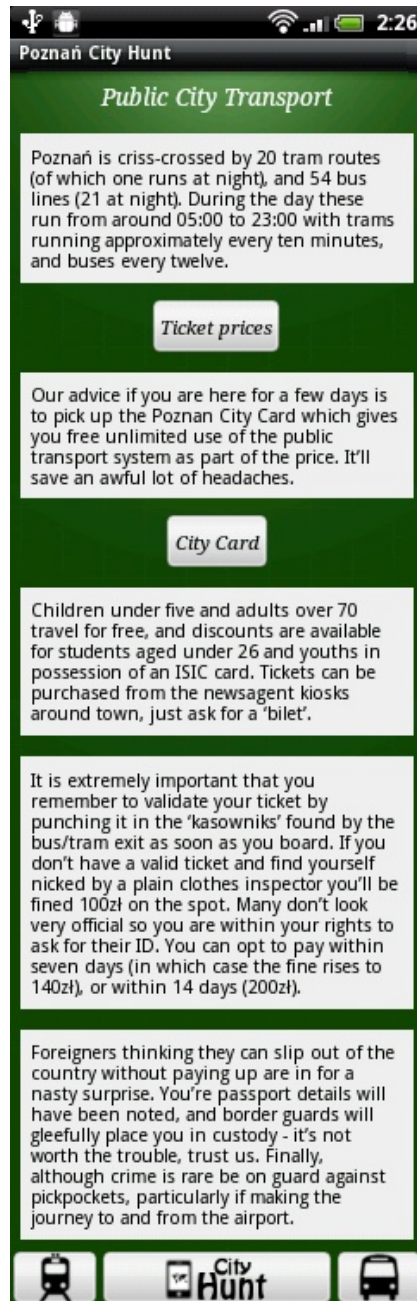 2:26
Poznań City Hunt
Public City Transport
Poznań is criss-crossed by 20 tram routes
(of which one runs at night), and 54 bus
lines (21 at night). During the day these
run from around 05:00 to 23:00 with trams
running approximately every ten minutes,
and buses every twelve.
Ticket prices
Our advice if you are here for a few days is
to pick up the Poznan City Card which gives
you free unlimited use of the public
transport system as part of the price. It'll
save an awful lot of headaches.
City Card
Children under five and adults over 70
travel for free, and discounts are available
for students aged under 26 and youths in
possession of an ISIC card. Tickets can be
purchased from the newsagent kiosks
around town, just ask for a 'bilet'.
It is extremely important that you
remember to validate your ticket by
punching it in the 'kasowniks' found by the
bus/tram exit as soon as you board. If you
don't have a valid ticket and find yourself
nicked by a plain clothes inspector you'll be
fined 100zł on the spot. Many don't look
very official so you are within your rights to
ask for their ID. You can opt to pay within
seven days (in which case the fine rises to
140zł), or within 14 days (200zł).
Foreigners thinking they can slip out of the
country without paying up are in for a
nasty surprise. You're passport details will
have been noted, and border guards will
gleefully place you in custody - it's not
worth the trouble, trust us. Finally,
although crime is rare be on guard against
pickpockets, particularly if making the
journey to and from the airport.
City
Hunt